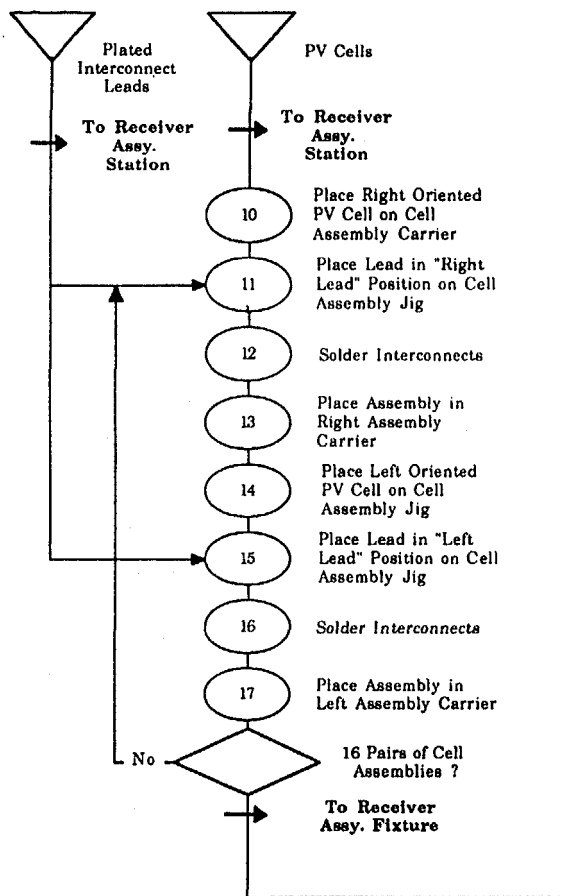 Plated
Interconnect
Leads
PV Cells
To Receiver
Assy.
Station
To Receiver
Assy.
Station
10
Place Right Oriented
PV Cell on Cell
Assembly Carrier
11
Place Lead in "Right
Lead" Position on Cell
Assembly Jig
12
Solder Interconnects
13
Place Assembly in
Right Assembly
Carrier
14
Place Left Oriented
PV Cell on Cell
Assembly Jig
15
Place Lead in "Left
Lead" Position on Cell
Assembly Jig
16
Solder Interconnects
17
Place Assembly in
Left Assembly Carrier
No
16 Pairs of Cell
Assemblies ?
To Receiver
Assy. Fixture